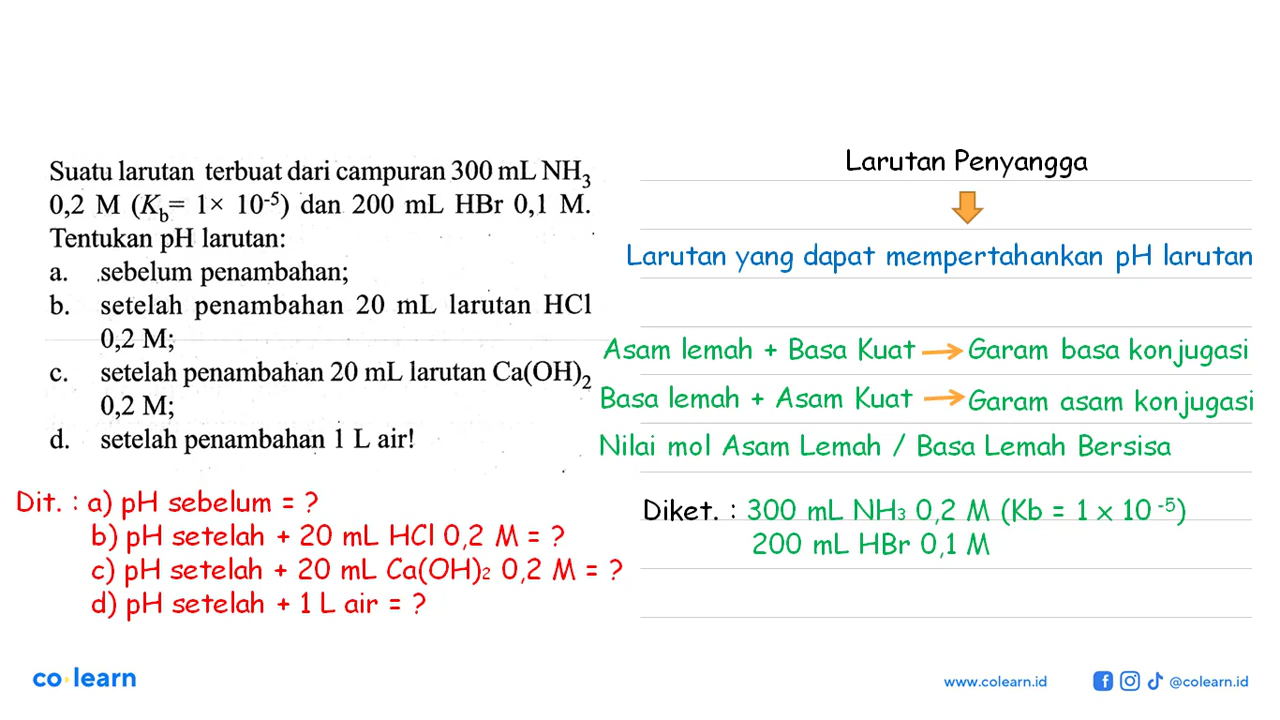 Suatu larutan terbuat dari campuran 300 mL NH₃
0,2 M (K_b= 1× 10⁻⁵) dan 200 mL HBr 0,1 M.
Tentukan pH larutan:
a. sebelum penambahan;
b. setelah penambahan 20 mL larutan HCl
0,2 M;
c. setelah penambahan 20 mL larutan Ca(OH)₂
0,2 M;
d. setelah penambahan 1 L air!
Dit. : a) pH sebelum = ?
b) pH setelah + 20 mL HCl 0,2 M = ?
c) pH setelah + 20 mL Ca(OH)₂ 0,2 M = ?
d) pH setelah + 1 L air = ?
Larutan Penyangga
Larutan yang dapat mempertahankan pH larutan
Asam lemah + Basa Kuat → Garam basa konjugasi
Basa lemah + Asam Kuat → Garam asam konjugasi
Nilai mol Asam Lemah / Basa Lemah Bersisa
Diket. : 300 mL NH₃ 0,2 M (Kb = 1 x 10⁻⁵)
200 mL HBr 0,1 M
co·learn
www.colearn.id
@colearn.id